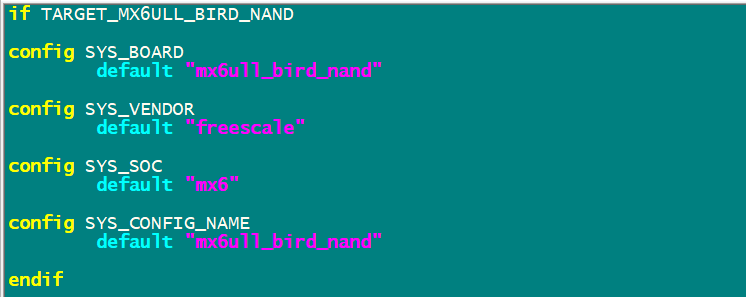 if TARGET_MX6ULL_BIRD_NAND
config SYS_BOARD
default "mx6ull_bird_nand"
config SYS_VENDOR
default "freescale"
config SYS_SOC
default "mx6"
config SYS_CONFIG_NAME
default "mx6ull_bird_nand"
endif